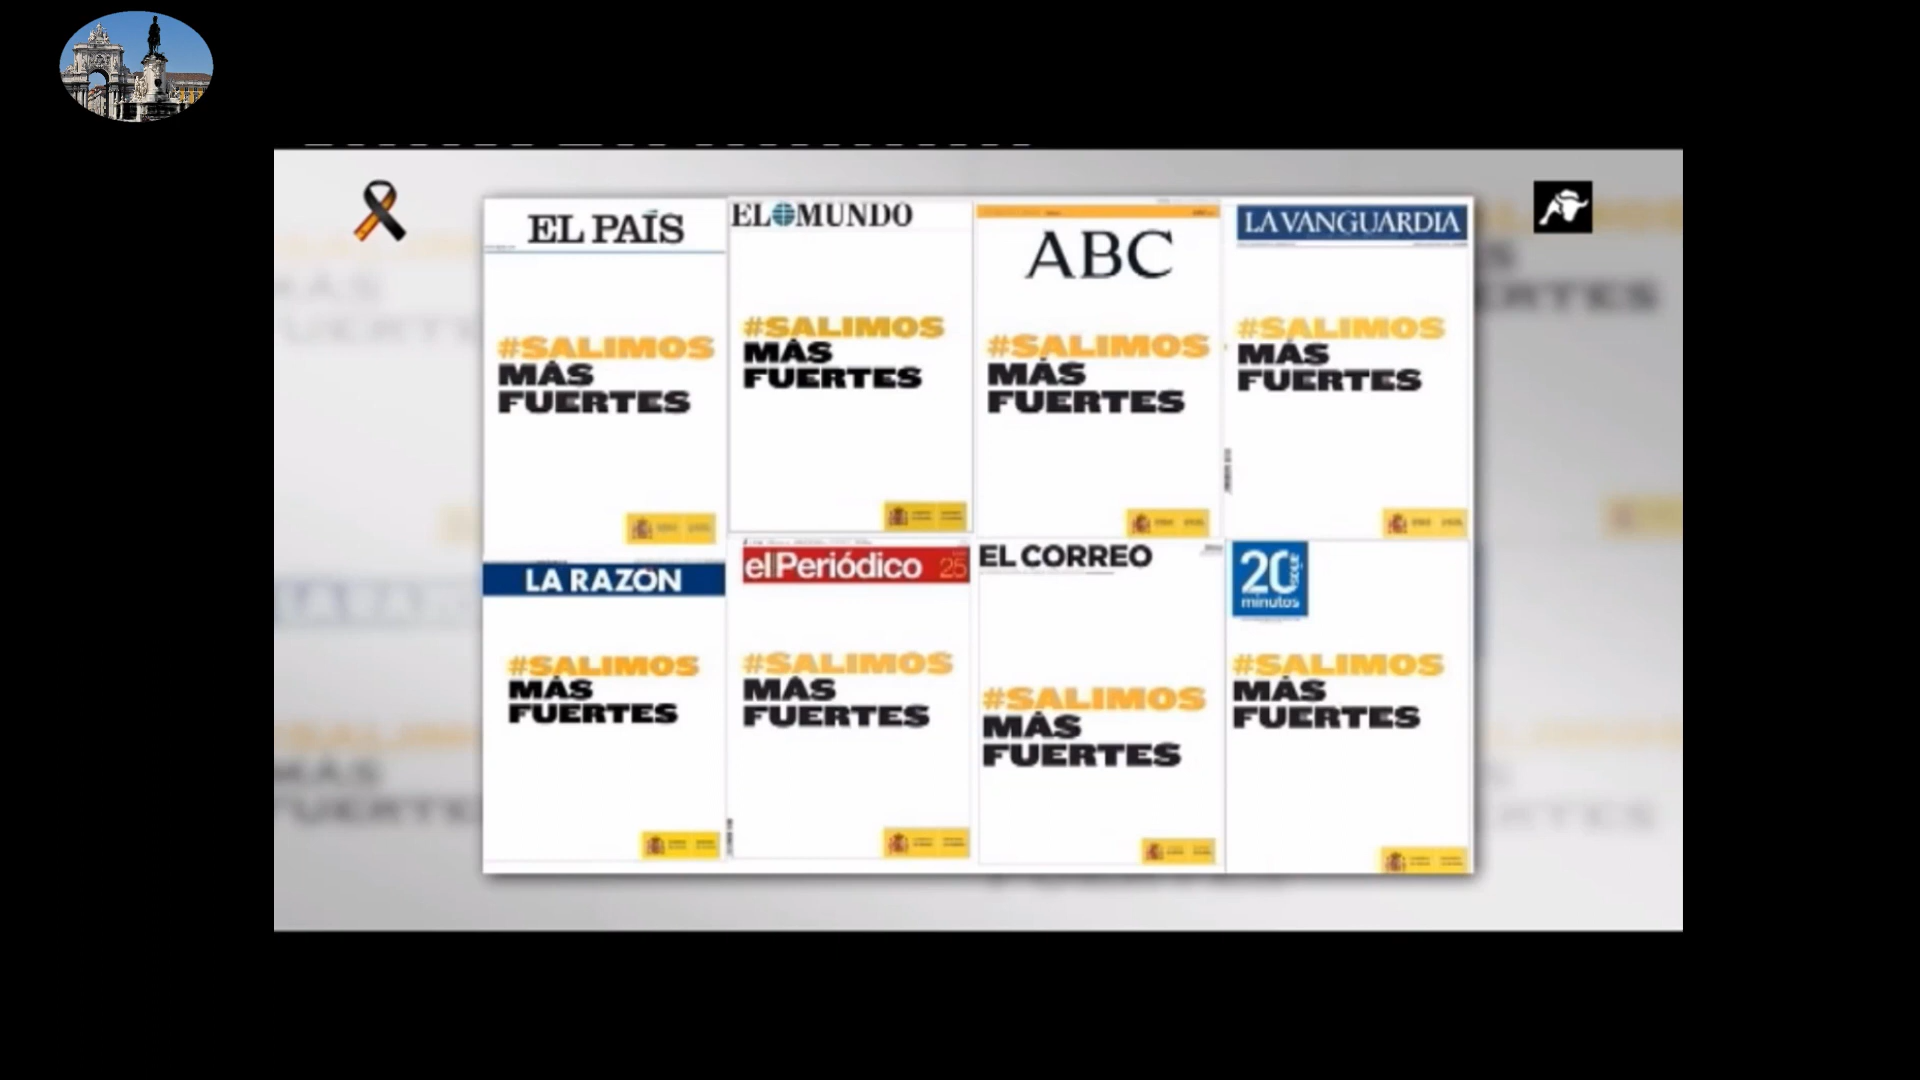 EL PAÍS
#SALIMOS
MÁS
FUERTES
EL MUNDO
#SALIMOS
MÁS
FUERTES
ABC
#SALIMOS
MÁS
FUERTES
LA VANGUARDIA
#SALIMOS
MÁS
FUERTES
LA RAZÓN
#SALIMOS
MÁS
FUERTES
elPeriódico 25
#SALIMOS
MÁS
FUERTES
EL CORREO
#SALIMOS
MÁS
FUERTES
20
minutos
#SALIMOS
MÁS
FUERTES